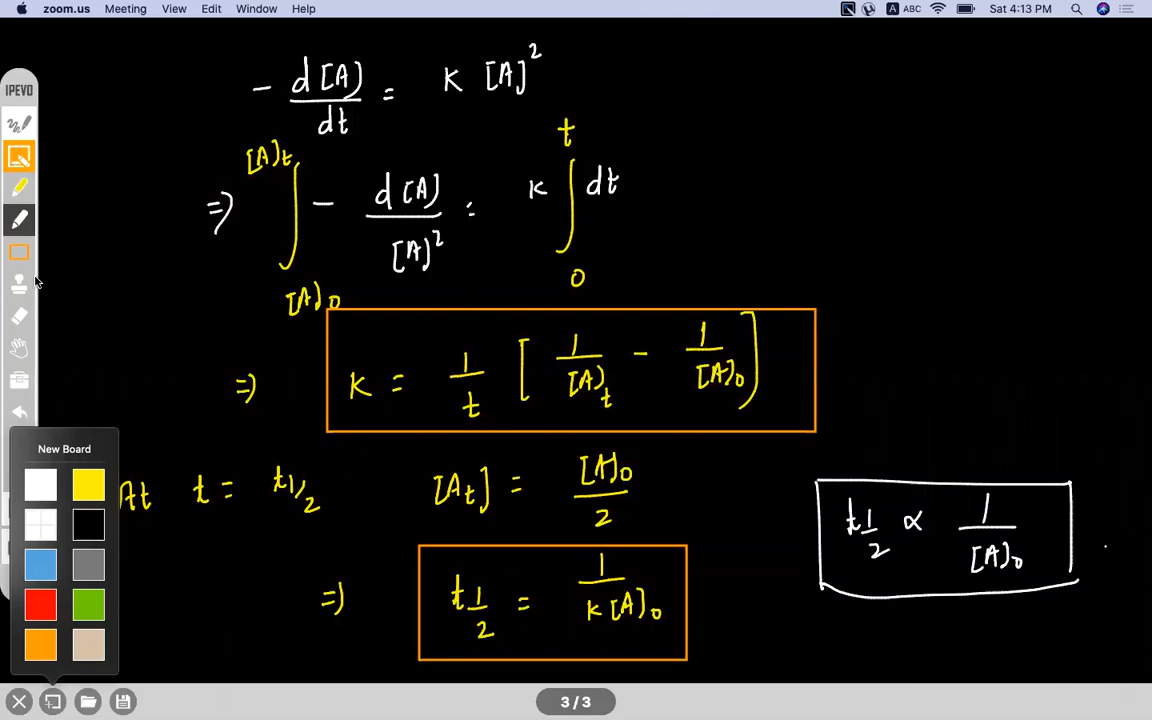 zoom.us Meeting View Edit Window Help ABC Sat 4:13 PM
IPEVO
- d[A]/dt = K [A]²
⇒ ∫ [A]₀ [A]t - d[A]/[A]² = K ∫ 0 t dt
⇒ K = 1/t [ 1/[A]t - 1/[A]₀ ]
New Board
At t = t1/2 [At] = [A]₀/2
t1/2 ∝ 1/[A]₀
⇒ t1/2 = 1/K[A]₀
3/3